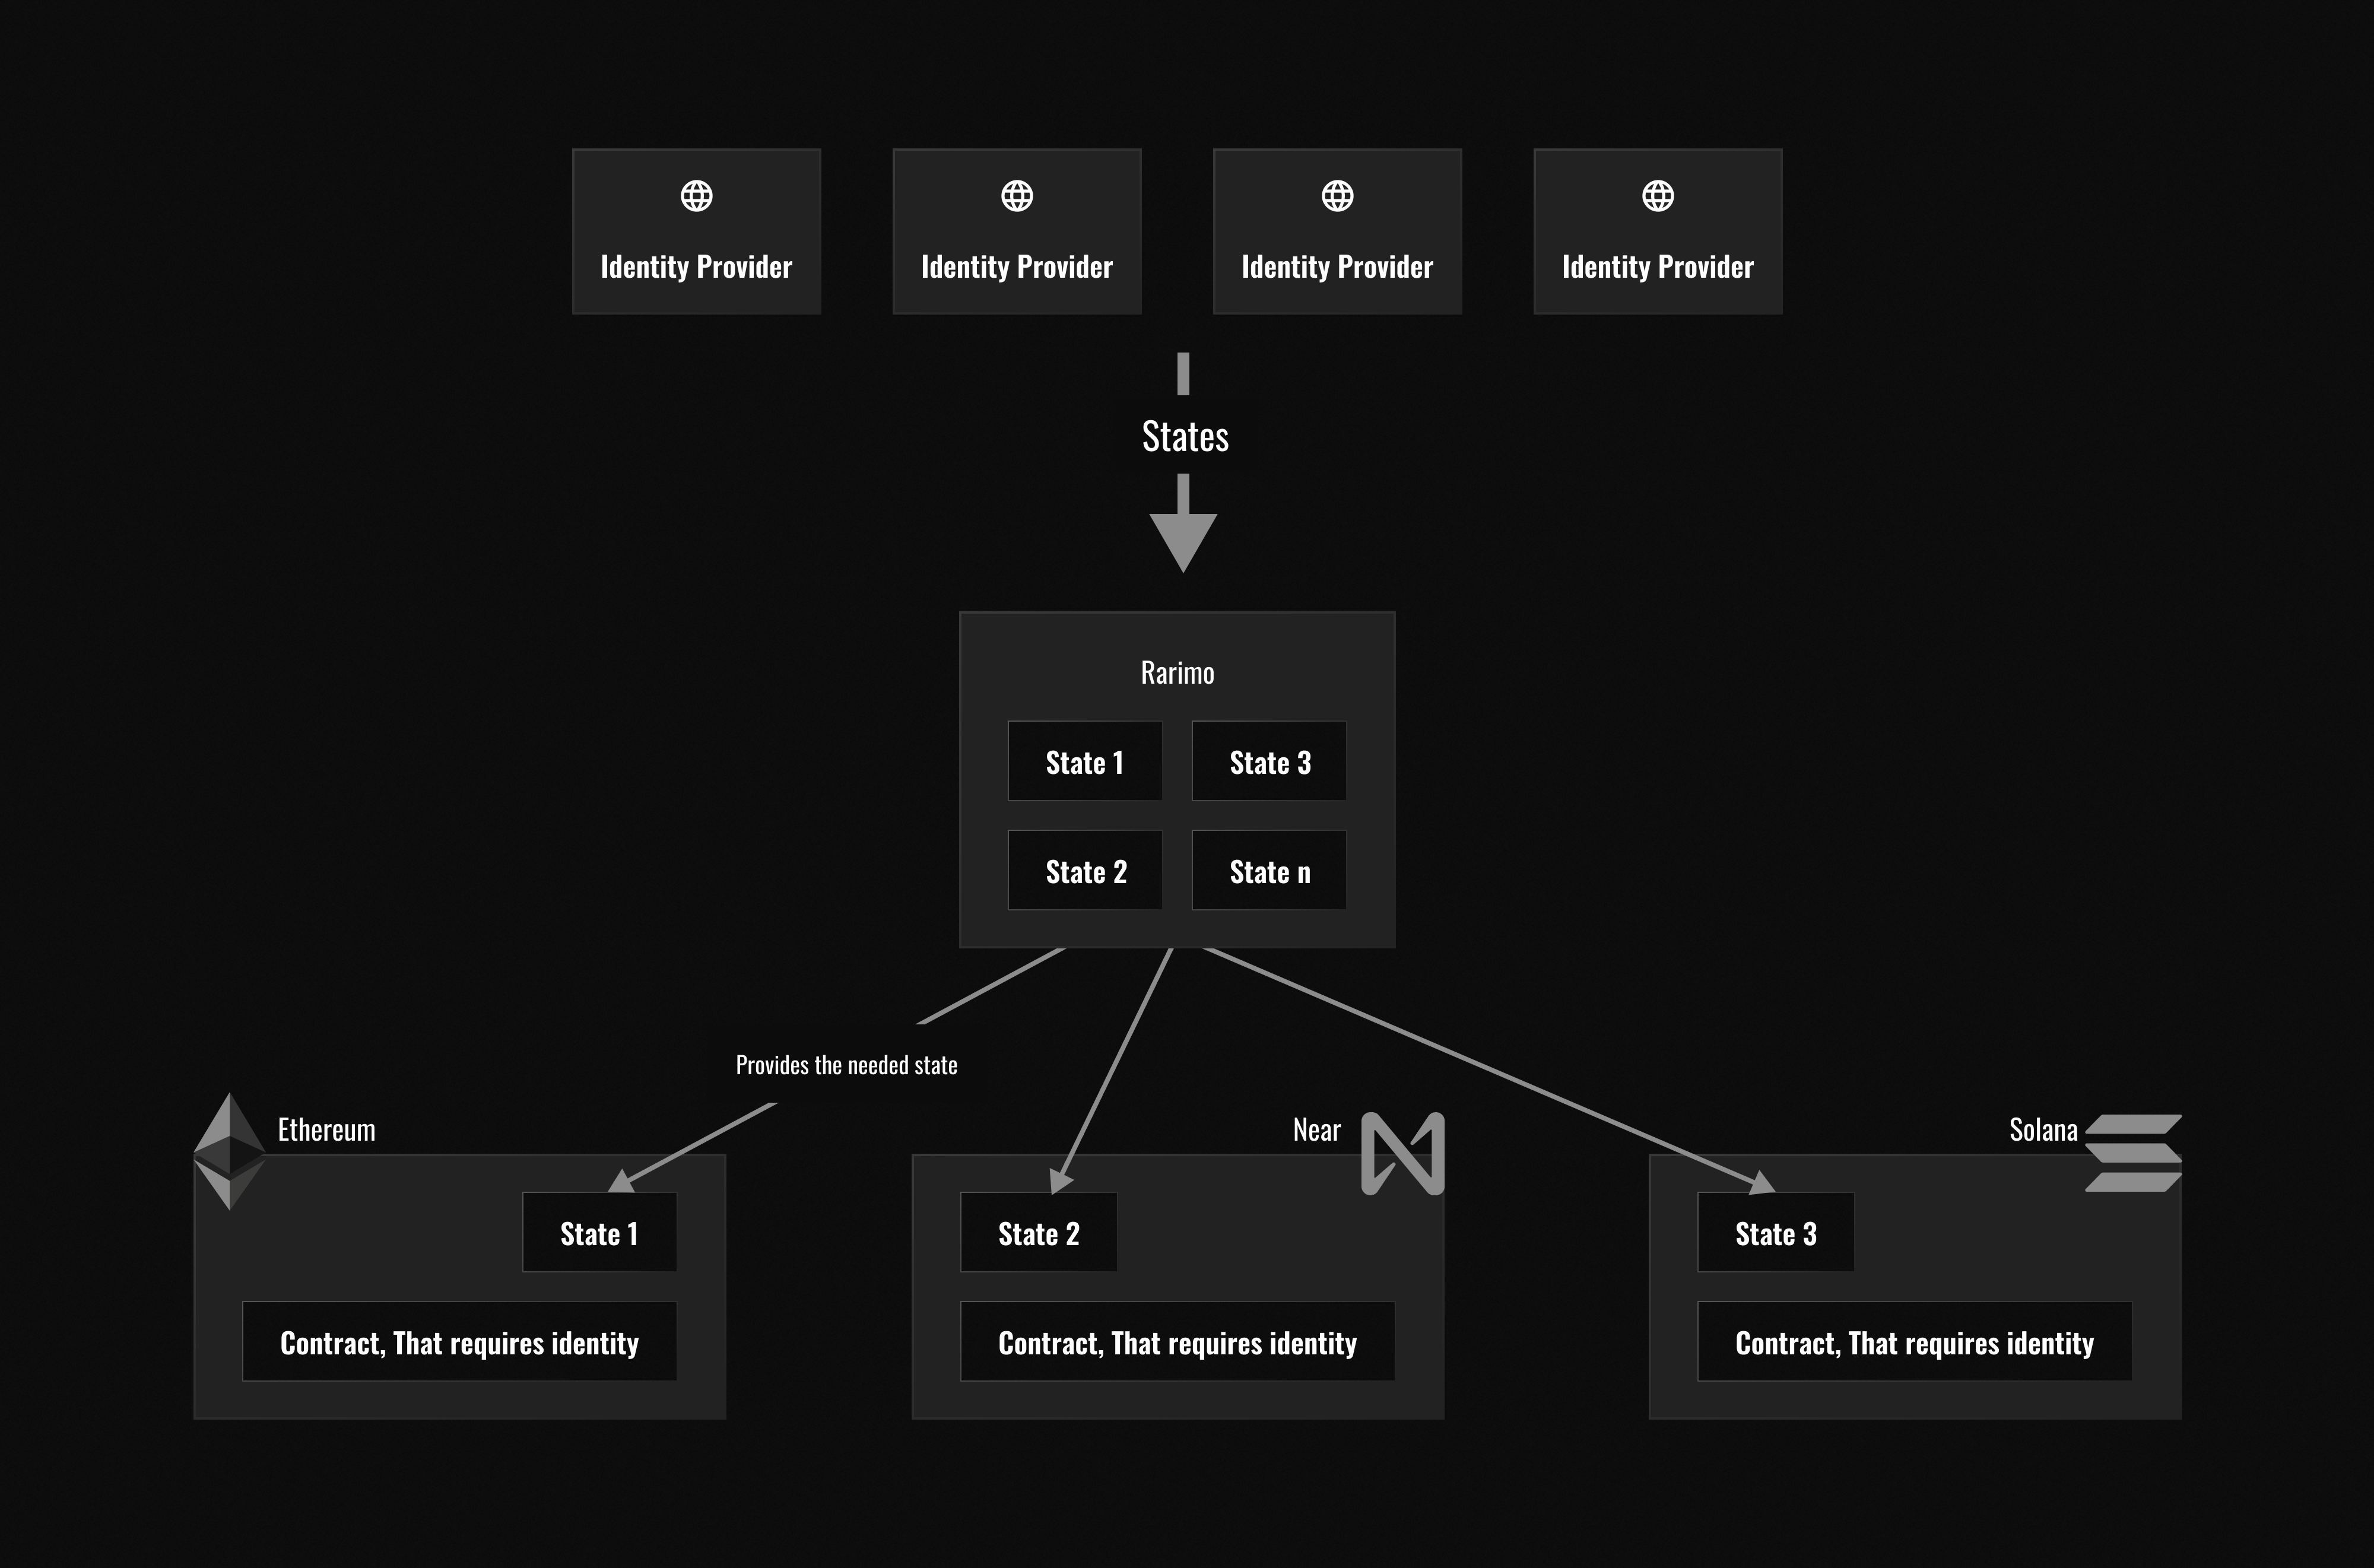 Identity Provider
Identity Provider
Identity Provider
Identity Provider
States
Rarimo
State 1
State 3
State 2
State n
Provides the needed state
Ethereum
Near
Solana
State 1
State 2
State 3
Contract, That requires identity
Contract, That requires identity
Contract, That requires identity